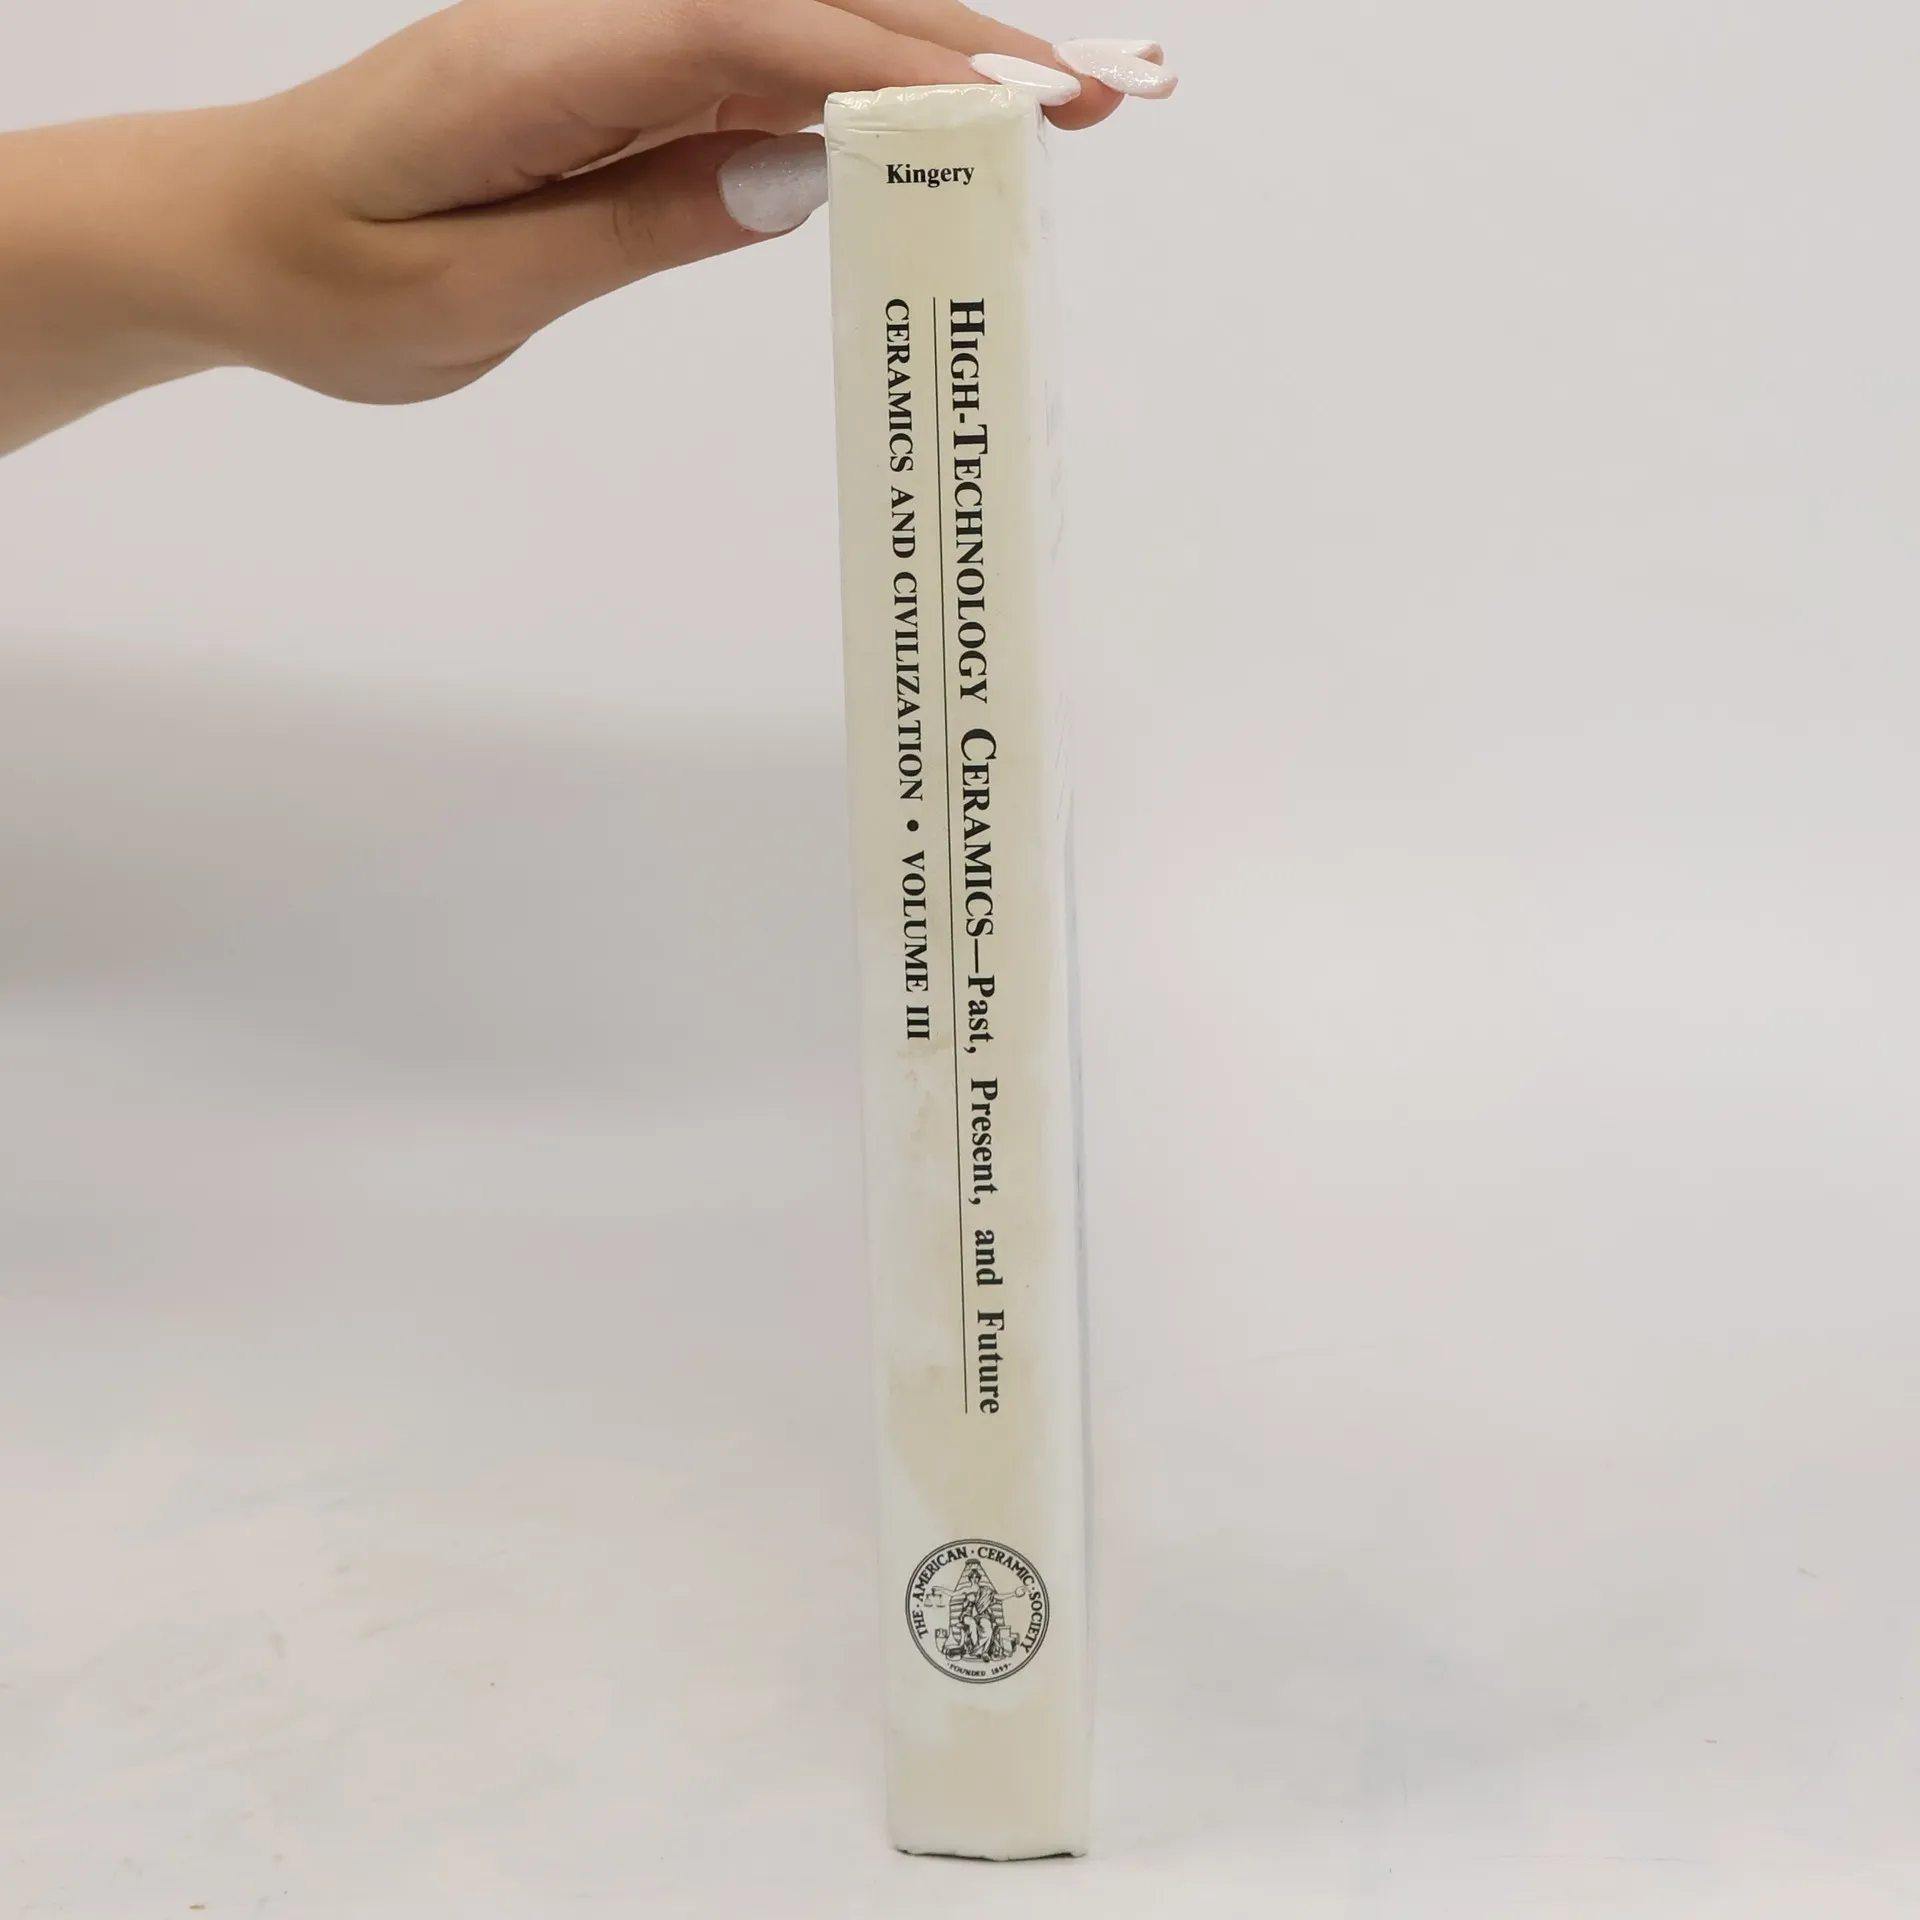 Kingery
HIGH-TECHNOLOGY CERAMICS—Past, Present, and Future
CERAMICS AND CIVILIZATION • VOLUME III
THE · AMERICAN · CERAMIC · SOCIETY
· FOUNDED 1899 ·